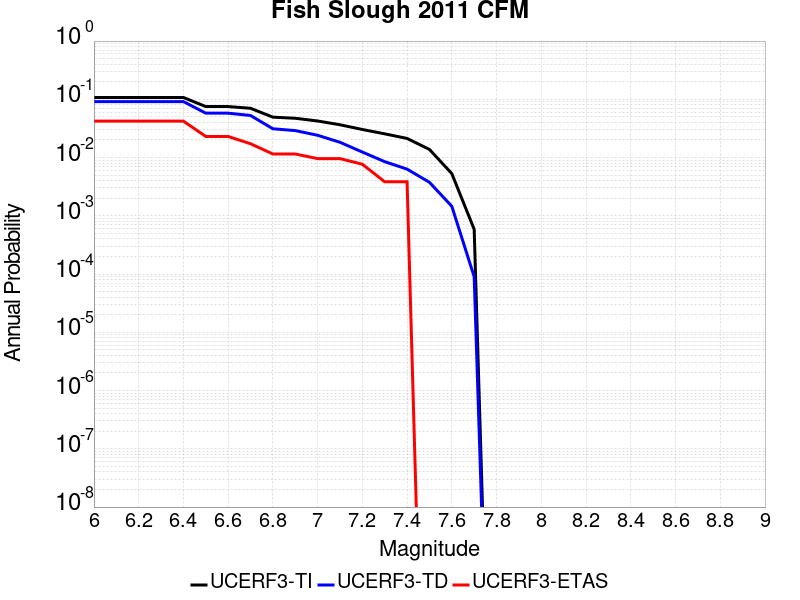 Fish Slough 2011 CFM
10^0
10^-1
10^-2
10^-3
10^-4
10^-5
10^-6
10^-7
10^-8
Annual Probability
6 6.2 6.4 6.6 6.8 7 7.2 7.4 7.6 7.8 8 8.2 8.4 8.6 8.8 9
Magnitude
UCERF3-TI UCERF3-TD UCERF3-ETAS